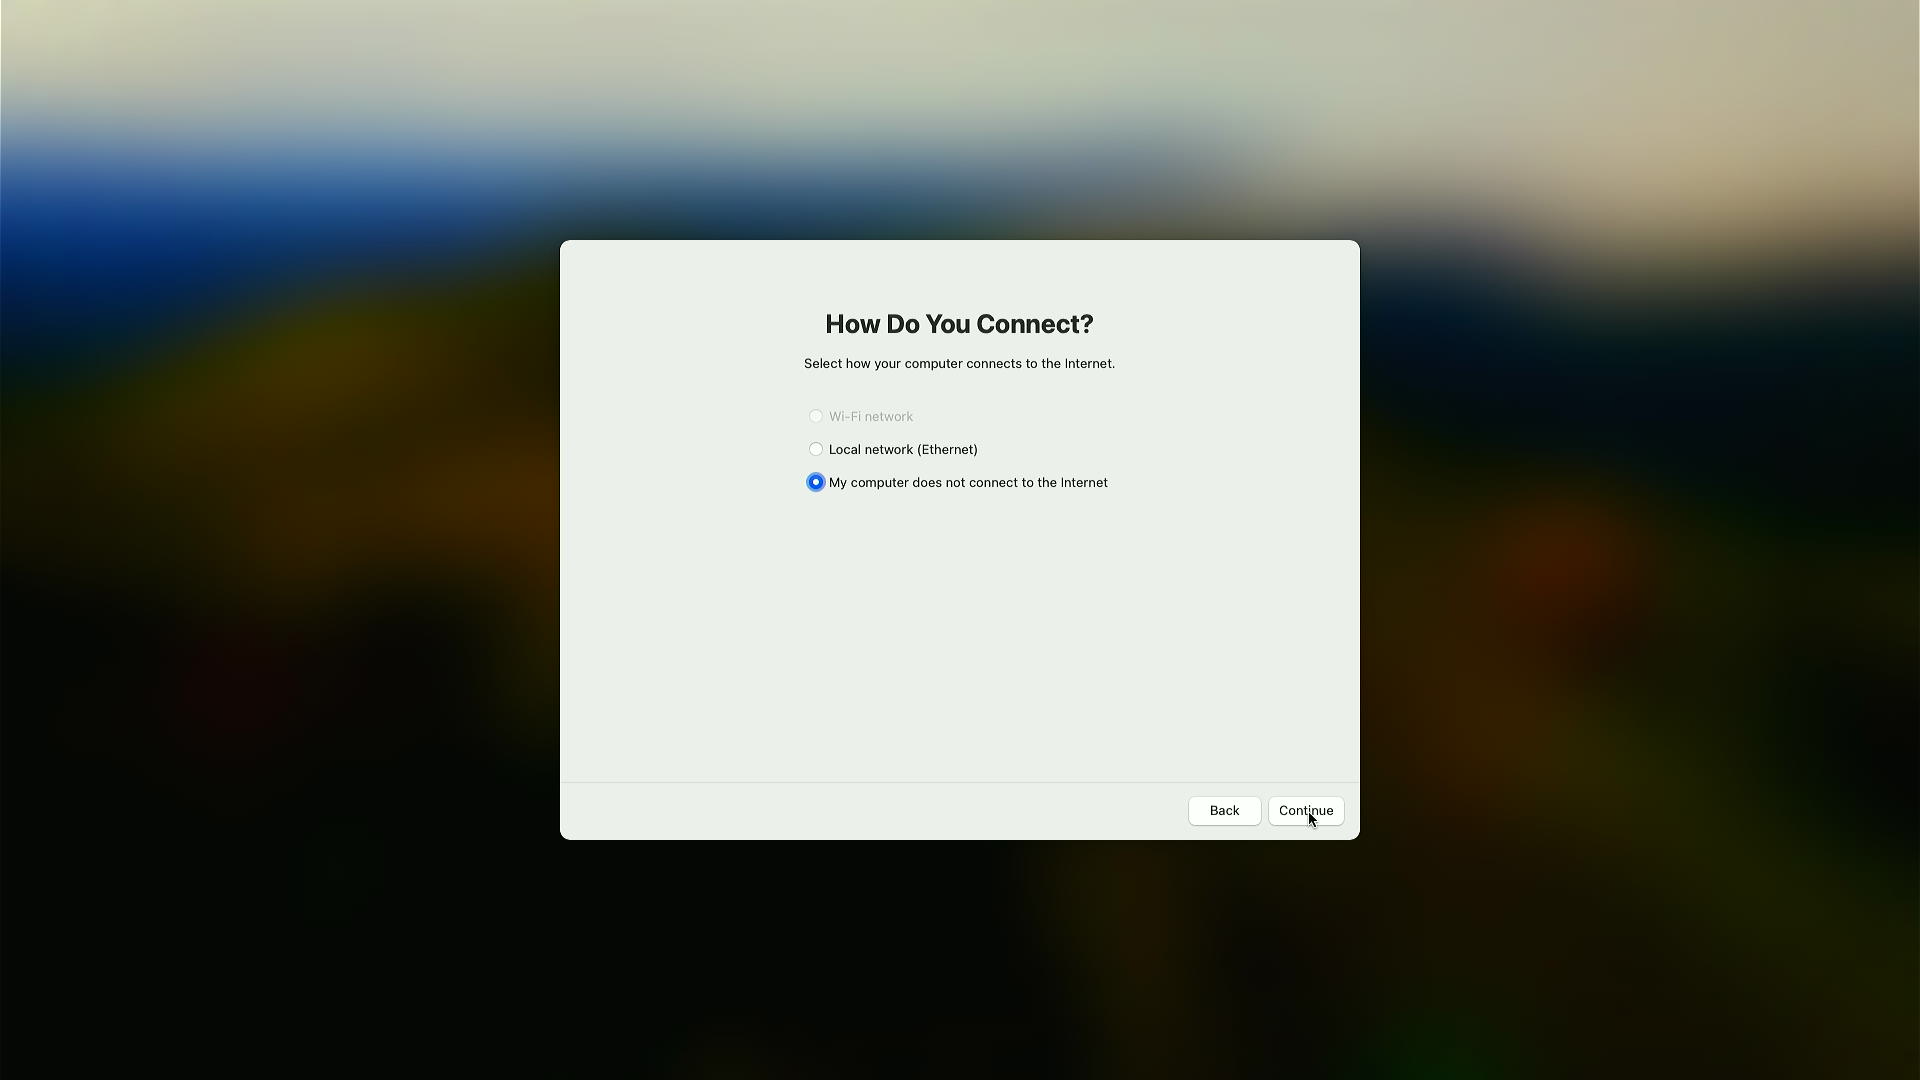 How Do You Connect?
Select how your computer connects to the Internet.
Wi-Fi network
Local network (Ethernet)
My computer does not connect to the Internet
Back
Continue